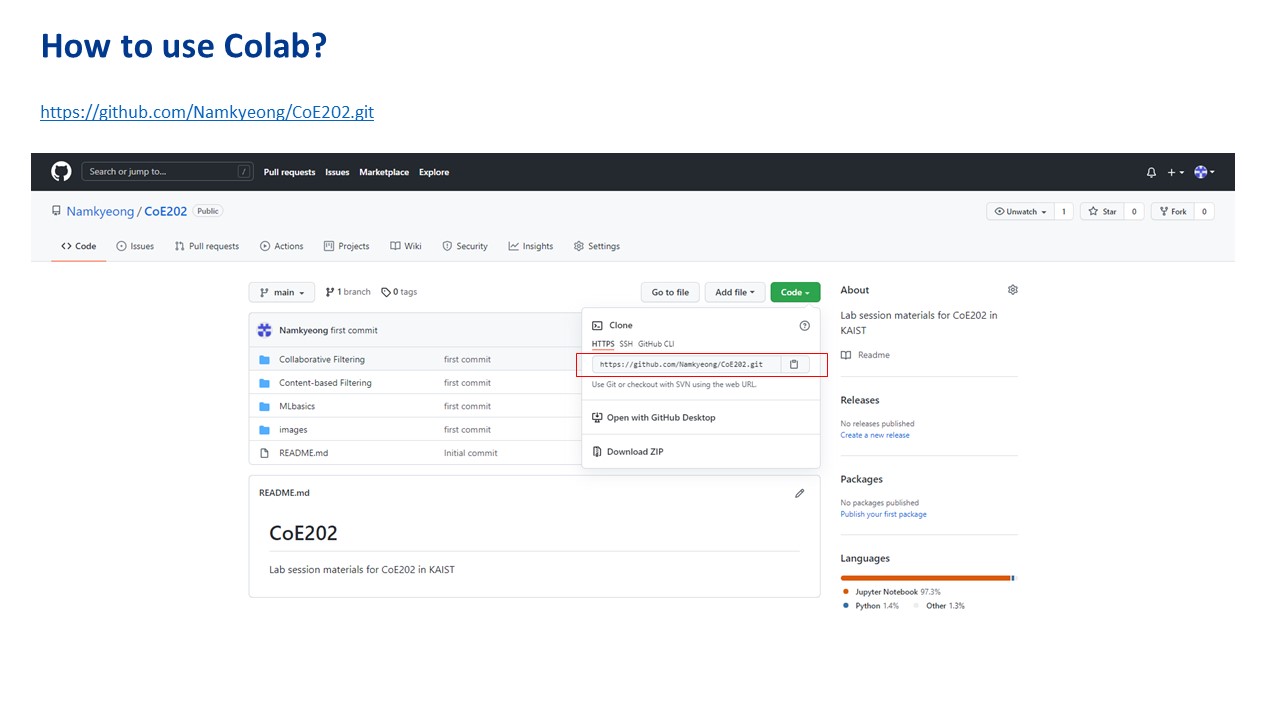 How to use Colab?
https://github.com/Namkyeong/CoE202.git
Search or jump to... /
Pull requests Issues Marketplace Explore
Namkyeong / CoE202 Public
Unwatch 1 Star 0 Fork 0
Code Issues Pull requests Actions Projects Wiki Security Insights Settings
main 1 branch 0 tags Go to file Add file Code
Namkyeong first commit
Collaborative Filtering first commit
Content-based Filtering first commit
MLbasics first commit
images first commit
README.md Initial commit
Clone
HTTPS SSH GitHub CLI
https://github.com/Namkyeong/CoE202.git
Use Git or checkout with SVN using the web URL.
Open with GitHub Desktop
Download ZIP
README.md
CoE202
Lab session materials for CoE202 in KAIST
About
Lab session materials for CoE202 in
KAIST
Readme
Releases
No releases published
Create a new release
Packages
No packages published
Publish your first package
Languages
Jupyter Notebook 97.3%
Python 1.4% Other 1.3%